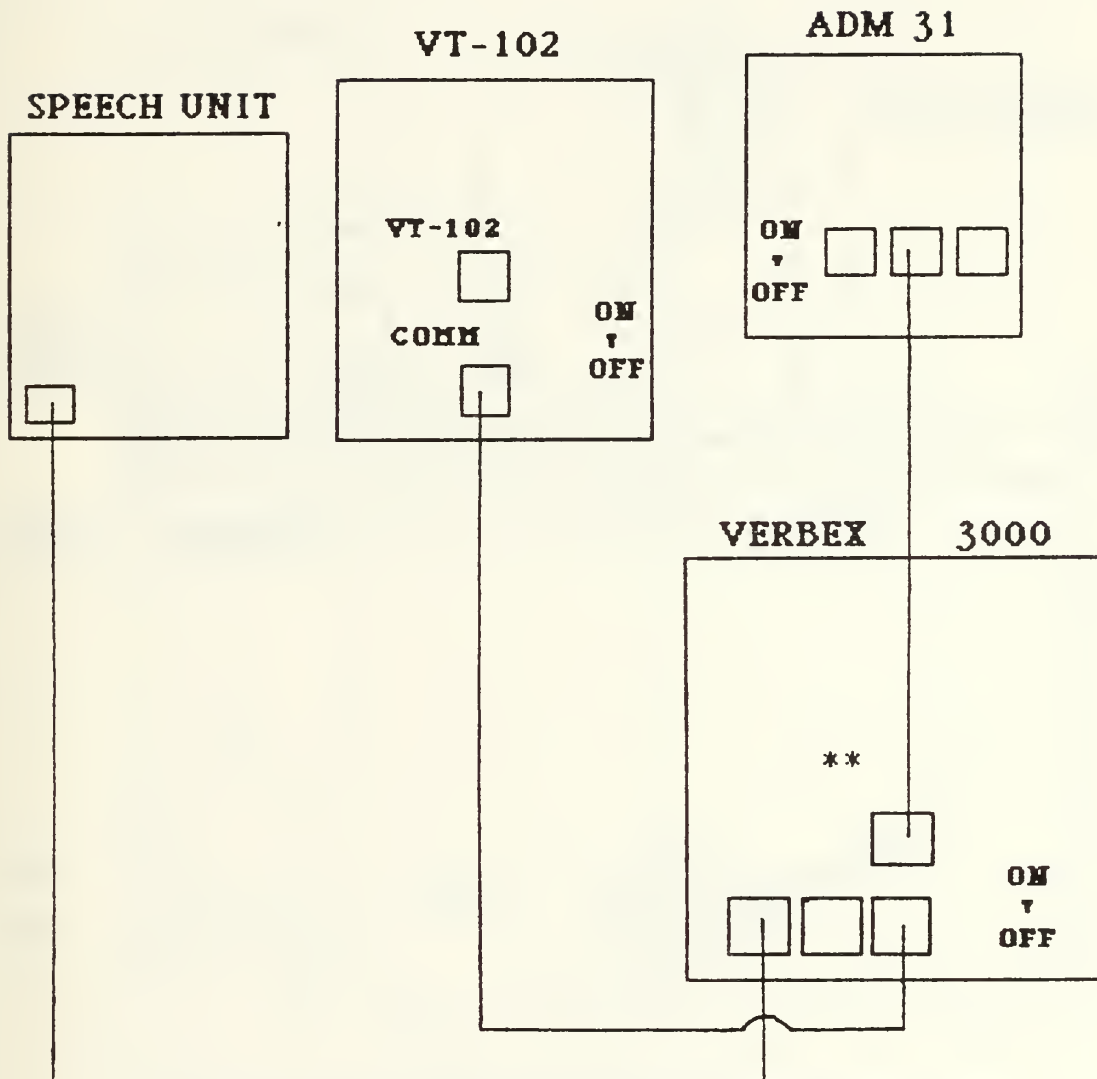 ADM 31
VT-102
SPEECH UNIT
VT-102
COMM
ON
OFF
ON
OFF
VERBEX 3000
**
ON
OFF